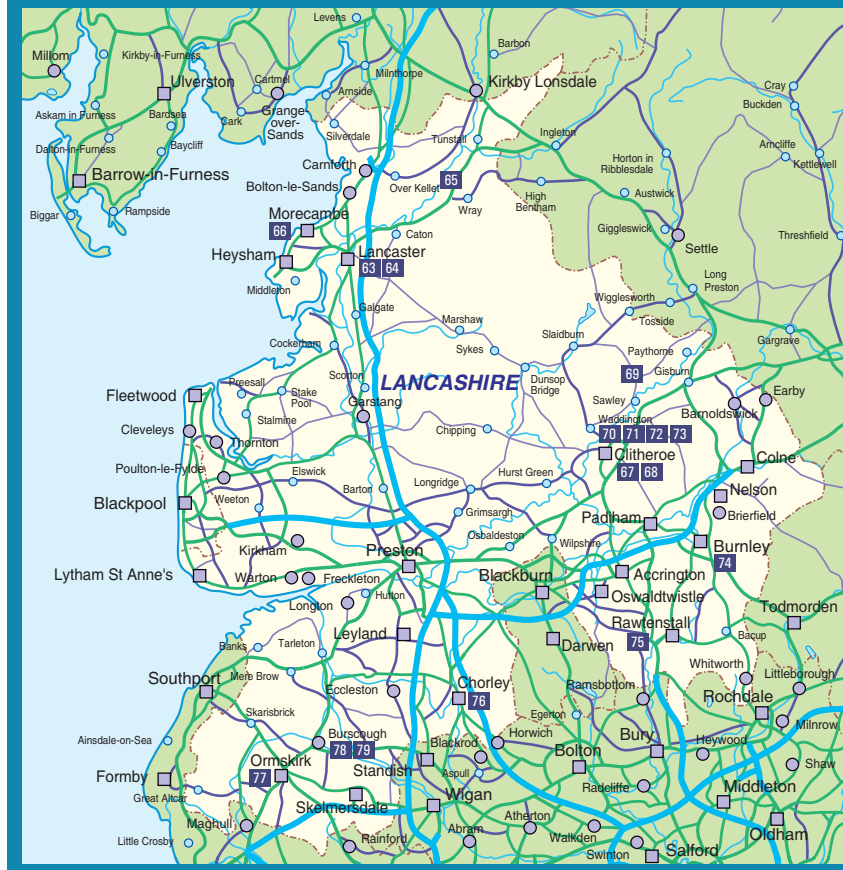 Levens
Millom
Kirkby-in-Furness
Barbon
Ulverston
Cartmel
Milnthorpe
Kirkby Lonsdale
Cray
Buckden
Arnside
Askam in Furness
Bardsea
Cark
Grange-
over-
Sands
Silverdale
Tunstall
Ingleton
Arncliffe
Kettlewell
Dalton-in-Furness
Baycliff
Horton in
Ribblesdale
Carnforth
Barrow-in-Furness
Bolton-le-Sands
Over Kellet
65
High
Bentham
Austwick
Wray
Biggar
Rampside
Morecambe
66
Caton
Giggleswick
Settle
Threshfield
Heysham
Lancaster
63
64
Middleton
Long
Preston
Wigglesworth
Tosside
Galgate
Marshaw
Slaidburn
Gargrave
Cockerham
Sykes
Paythorne
LANCASHIRE
69
Gisburn
Scorton
Dunsop
Bridge
Fleetwood
Preesall
Stake
Pool
Garstang
Sawley
Barnoldswick
Earby
Stalmine
Waddington
Cleveleys
Thornton
Chipping
70
71
72
73
Clitheroe
67
68
Colne
Poulton-le-Fylde
Elswick
Barton
Longridge
Hurst Green
Weeton
Nelson
Blackpool
Grimsargh
Padiham
Brierfield
Kirkham
Osbaldeston
Wilpshire
Burnley
74
Preston
Lytham St Anne's
Warton
Freckleton
Hutton
Blackburn
Accrington
Oswaldtwistle
Longton
Todmorden
Leyland
Rawtenstall
75
Bacup
Banks
Tarleton
Darwen
Whitworth
Mere Brow
Southport
Eccleston
Chorley
76
Ramsbottom
Littleborough
Rochdale
Skarisbrick
Egerton
Milnrow
Ainsdale-on-Sea
Burscough
78
79
Blackrod
Horwich
Bury
Heywood
Ormskirk
77
Standish
Aspull
Bolton
Shaw
Formby
Great Altcar
Radcliffe
Middleton
Skelmersdale
Wigan
Maghull
Atherton
Abram
Walkden
Oldham
Little Crosby
Rainford
Swinton
Salford